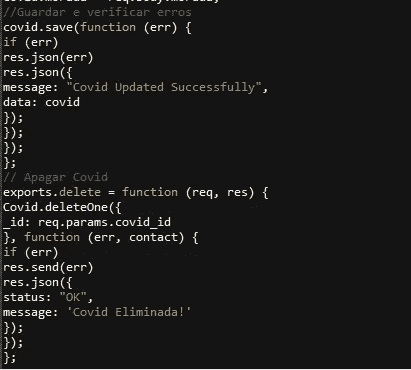 //Guardar e verificar erros
covid.save(function (err) {
if (err)
res.json(err)
res.json({
message: "Covid Updated Successfully",
data: covid
});
});
});
};
// Apagar Covid
exports.delete = function (req, res) {
Covid.deleteOne({
_id: req.params.covid_id
}, function (err, contact) {
if (err)
res.send(err)
res.json({
status: "OK",
message: 'Covid Eliminada!'
});
});
};